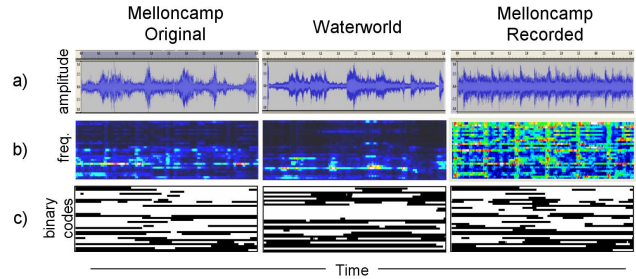 Melloncamp
Original
Waterworld
Melloncamp
Recorded
a)
amplitude
b)
freq.
c)
binary
codes
Time